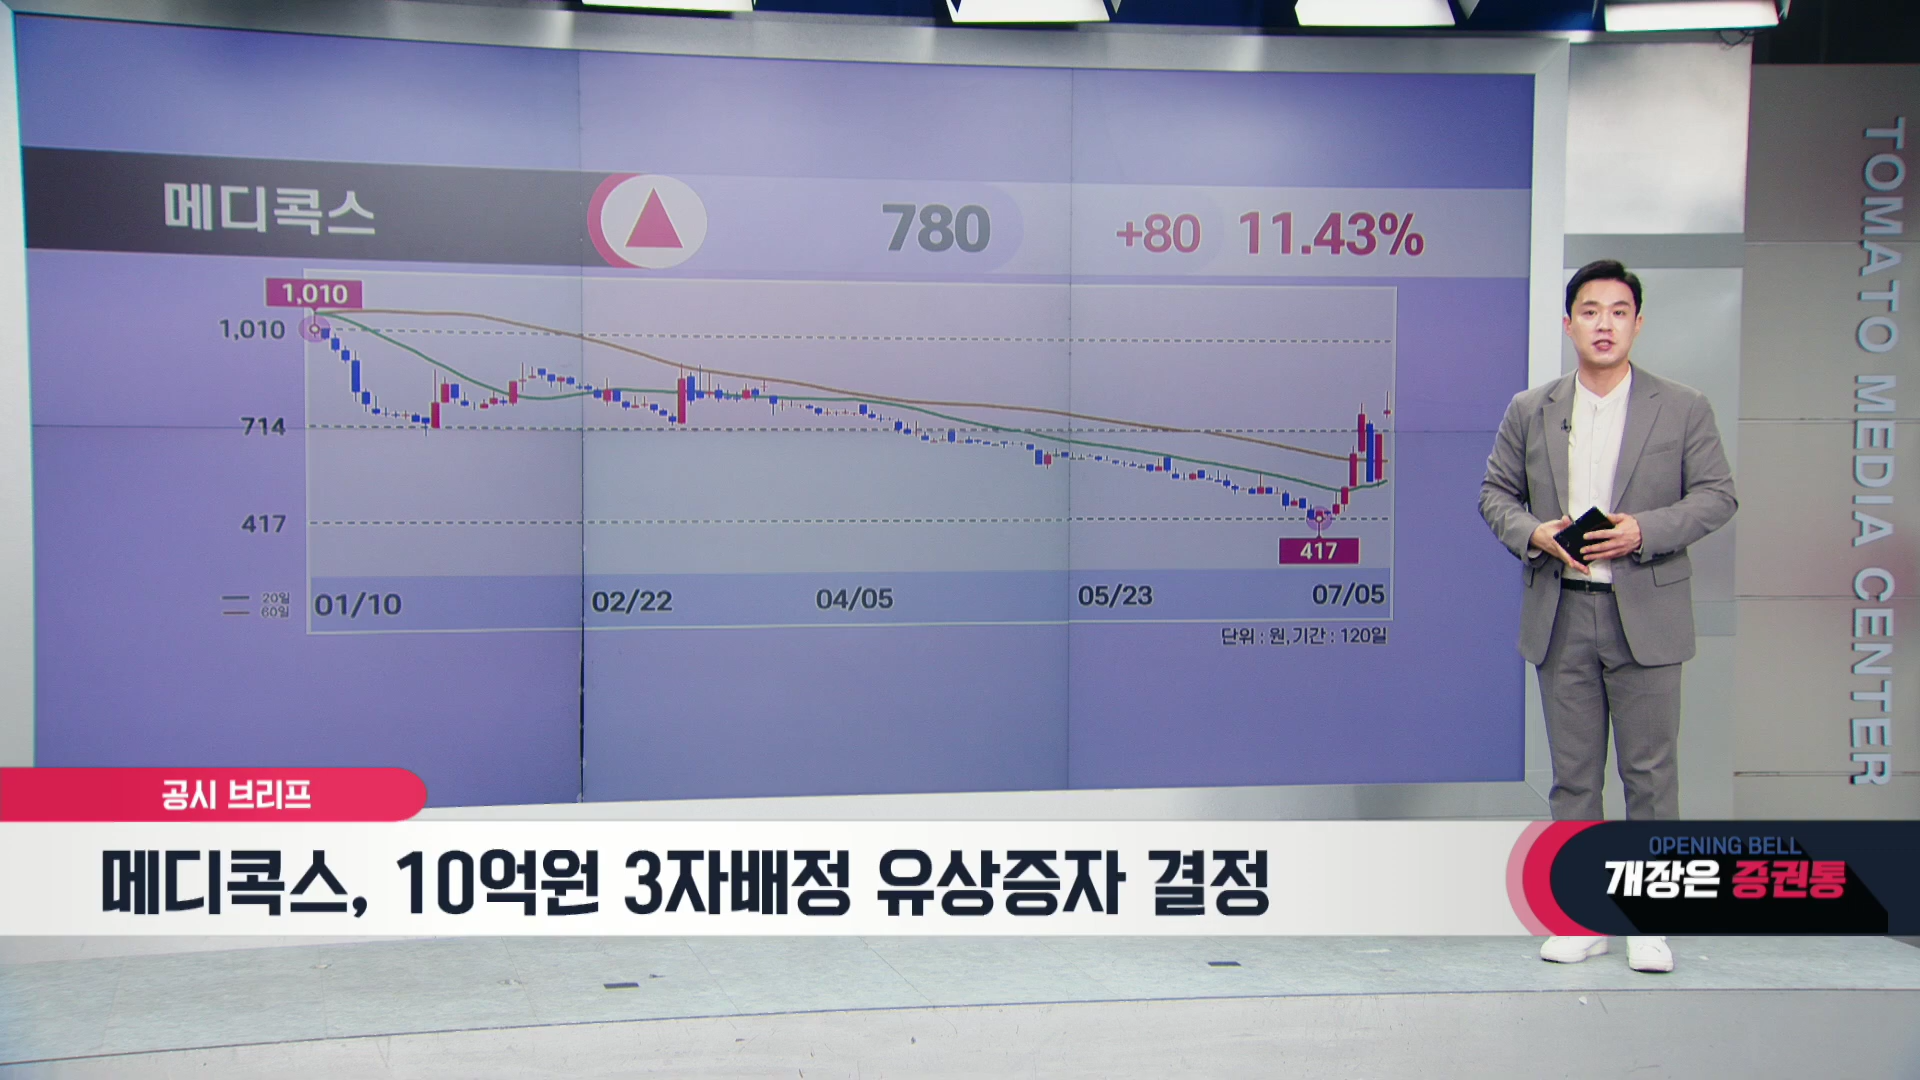 메디콕스 780 +80 11.43%
1,010
1,010
714
417
417
20일
60일
01/10 02/22 04/05 05/23 07/05
단위 : 원, 기간 : 120일
TOMATO MEDIA CENTER
공시 브리프
메디콕스, 10억원 3자배정 유상증자 결정
OPENING BELL
개장은 증권통